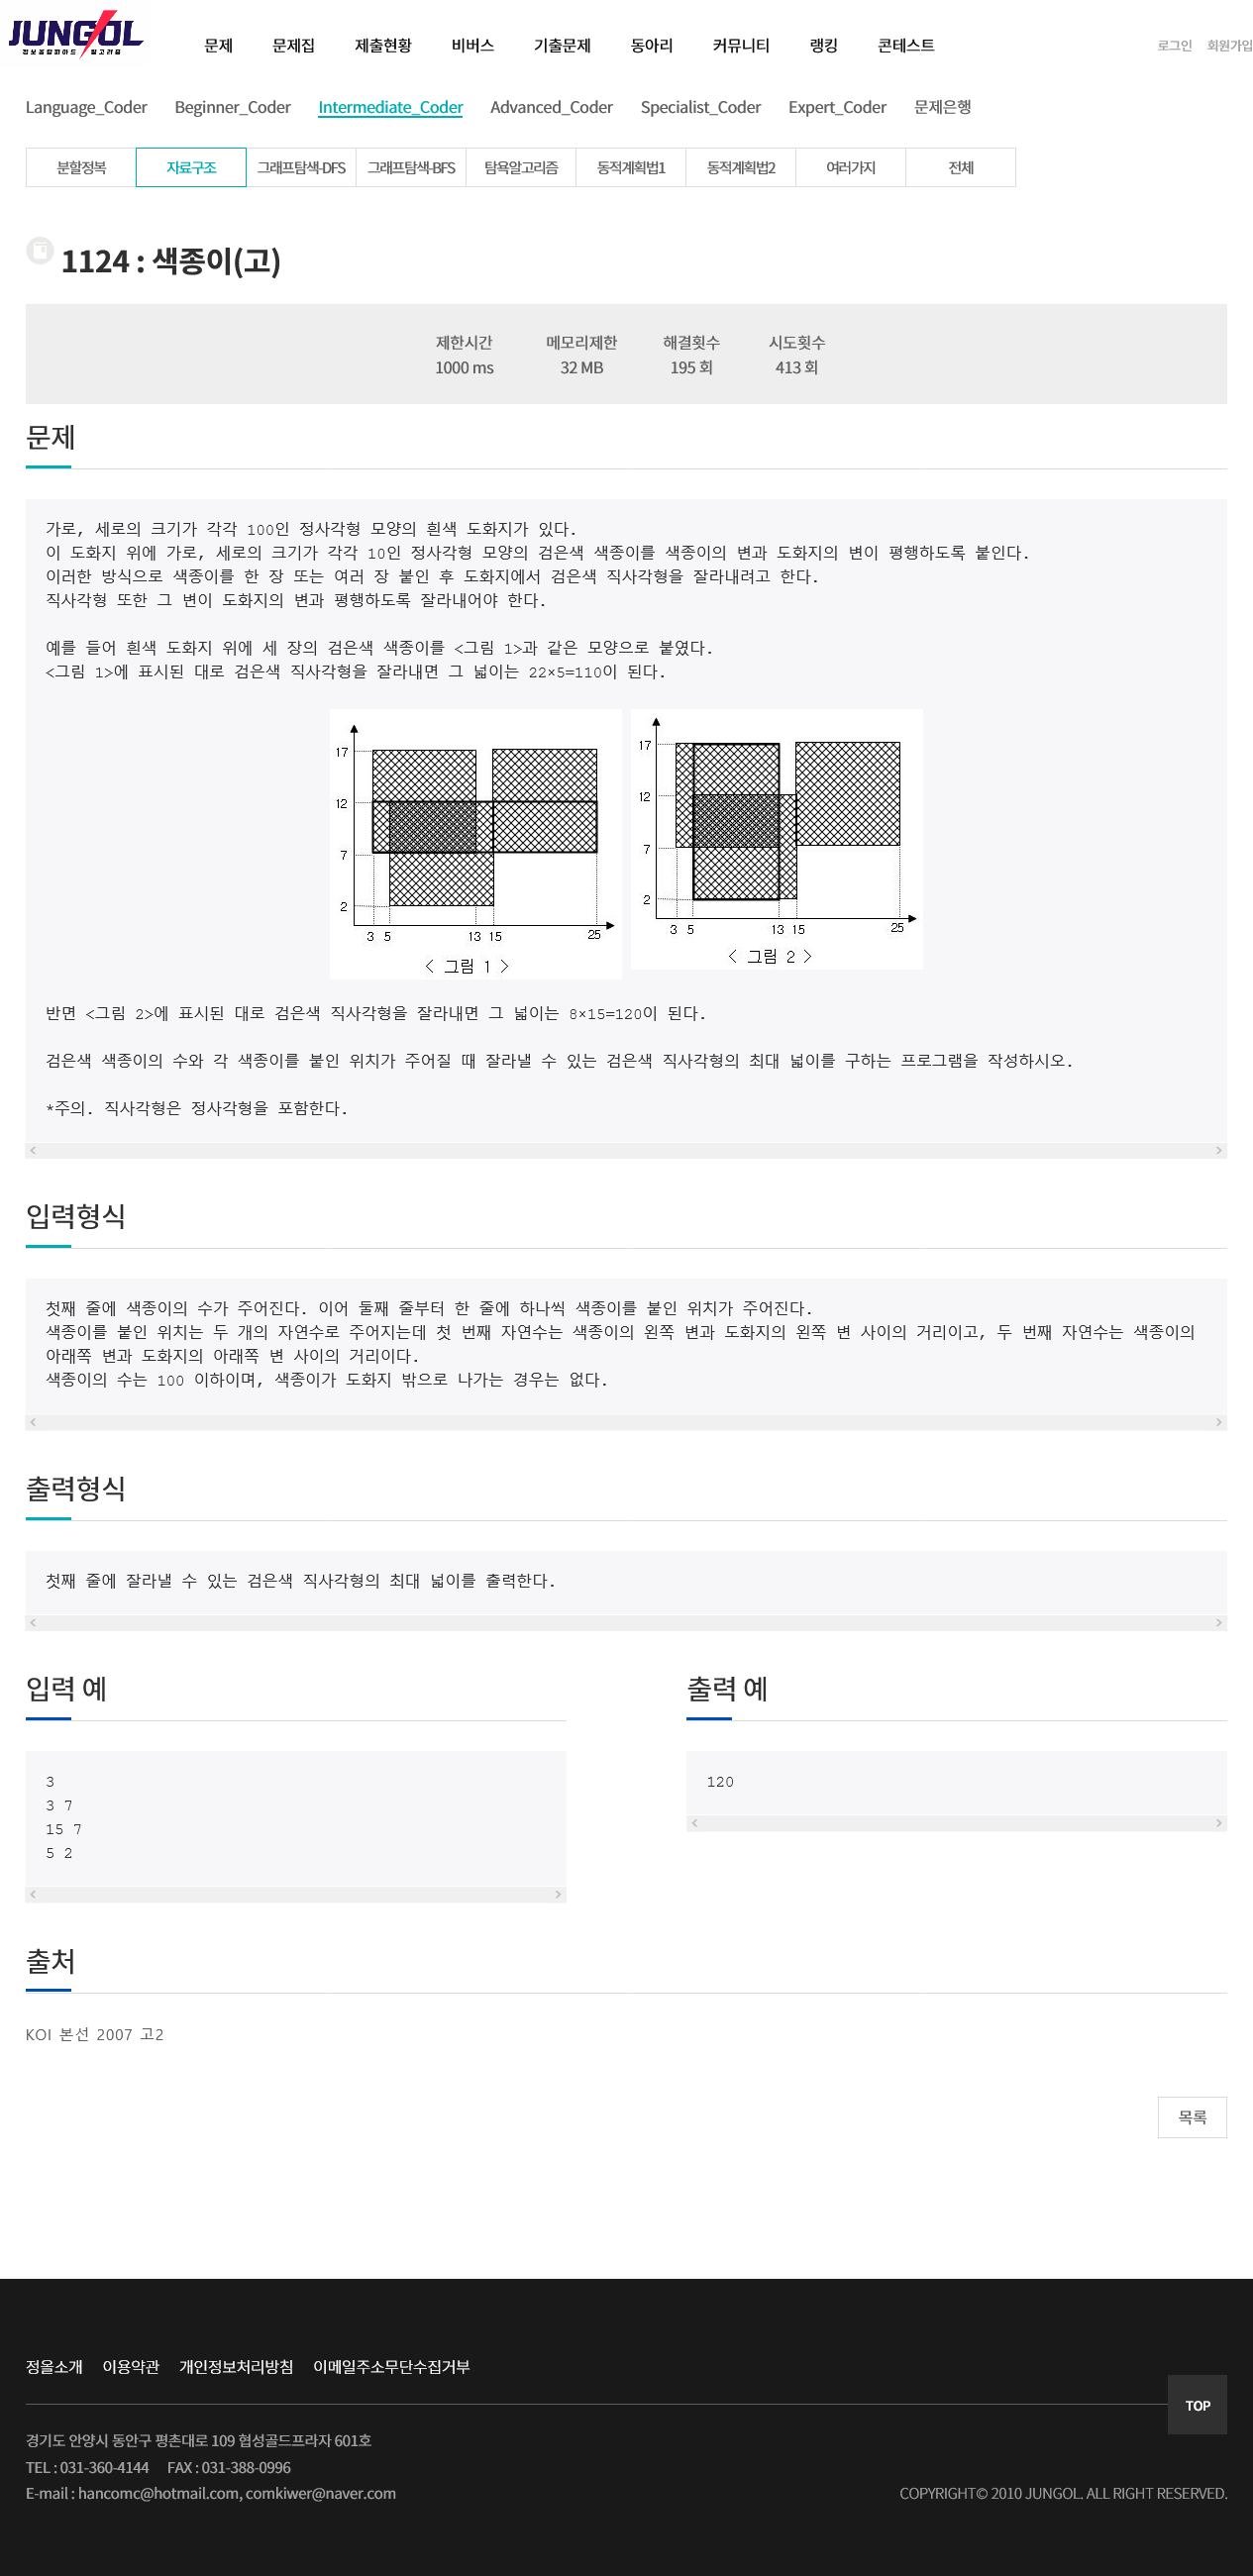 JUNGOL
정보올림피아드 알고리즘
문제 문제집 제출현황 비버스 기출문제 동아리 커뮤니티 랭킹 콘테스트 로그인 회원가입
Language_Coder Beginner_Coder Intermediate_Coder Advanced_Coder Specialist_Coder Expert_Coder 문제은행
분할정복 자료구조 그래프탐색-DFS 그래프탐색-BFS 탐욕알고리즘 동적계획법1 동적계획법2 여러가지 전체
1124 : 색종이(고)
제한시간 메모리제한 해결횟수 시도횟수
1000 ms 32 MB 195 회 413 회
문제
가로, 세로의 크기가 각각 100인 정사각형 모양의 흰색 도화지가 있다.
이 도화지 위에 가로, 세로의 크기가 각각 10인 정사각형 모양의 검은색 색종이를 색종이의 변과 도화지의 변이 평행하도록 붙인다.
이러한 방식으로 색종이를 한 장 또는 여러 장 붙인 후 도화지에서 검은색 직사각형을 잘라내려고 한다.
직사각형 또한 그 변이 도화지의 변과 평행하도록 잘라내어야 한다.
예를 들어 흰색 도화지 위에 세 장의 검은색 색종이를 <그림 1>과 같은 모양으로 붙였다.
<그림 1>에 표시된 대로 검은색 직사각형을 잘라내면 그 넓이는 22×5=110이 된다.
17
12
7
2
3 5 13 15 25
< 그림 1 >
17
12
7
2
3 5 13 15 25
< 그림 2 >
반면 <그림 2>에 표시된 대로 검은색 직사각형을 잘라내면 그 넓이는 8×15=120이 된다.
검은색 색종이의 수와 각 색종이를 붙인 위치가 주어질 때 잘라낼 수 있는 검은색 직사각형의 최대 넓이를 구하는 프로그램을 작성하시오.
*주의. 직사각형은 정사각형을 포함한다.
입력형식
첫째 줄에 색종이의 수가 주어진다. 이어 둘째 줄부터 한 줄에 하나씩 색종이를 붙인 위치가 주어진다.
색종이를 붙인 위치는 두 개의 자연수로 주어지는데 첫 번째 자연수는 색종이의 왼쪽 변과 도화지의 왼쪽 변 사이의 거리이고, 두 번째 자연수는 색종이의
아래쪽 변과 도화지의 아래쪽 변 사이의 거리이다.
색종이의 수는 100 이하이며, 색종이가 도화지 밖으로 나가는 경우는 없다.
출력형식
첫째 줄에 잘라낼 수 있는 검은색 직사각형의 최대 넓이를 출력한다.
입력 예
3
3 7
15 7
5 2
출력 예
120
출처
KOI 본선 2007 고2
목록
정올소개 이용약관 개인정보처리방침 이메일주소무단수집거부
TOP
경기도 안양시 동안구 평촌대로 109 협성골드프라자 601호
TEL : 031-360-4144 FAX : 031-388-0996
E-mail : hancomc@hotmail.com, comkiwer@naver.com
COPYRIGHT© 2010 JUNGOL. ALL RIGHT RESERVED.